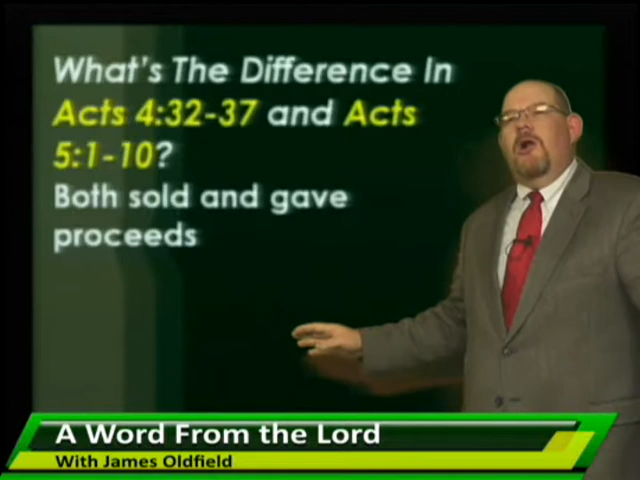 What's The Difference In
Acts 4:32-37 and Acts
5:1-10?
Both sold and gave
proceeds
A Word From the Lord
With James Oldfield